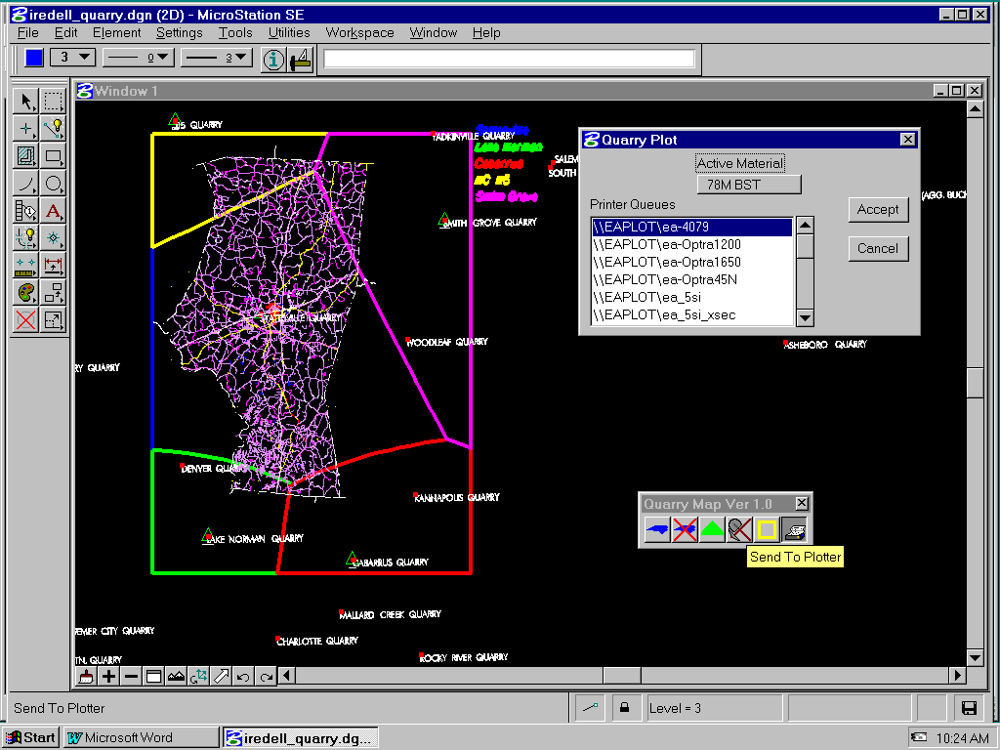 iredell_quarry.dgn (2D) - MicroStation SE
File Edit Element Settings Tools Utilities Workspace Window Help
3 0 3
Window 1
QUARRY
YADKINVILLE QUARRY
Lake Norman
Cabarrus
NC #5
Smith Grove
SALEM
SOUTH
(AGG. BUCK
SMITH GROVE QUARRY
STATESVILLE QUARRY
WOODLEAF QUARRY
ASHEBORO QUARRY
RY QUARRY
DENVER QUARRY
KANNAPOLIS QUARRY
LAKE NORMAN QUARRY
CABARRUS QUARRY
MALLARD CREEK QUARRY
EMER CITY QUARRY
CHARLOTTE QUARRY
TN. QUARRY
ROCKY RIVER QUARRY
Quarry Plot
Active Material
78M BST
Printer Queues
\\EAPLOT\ea-4079
\\EAPLOT\ea-Optra1200
\\EAPLOT\ea-Optra1650
\\EAPLOT\ea-Optra45N
\\EAPLOT\ea_5si
\\EAPLOT\ea_5si_xsec
Accept
Cancel
Quarry Map Ver 1.0
Send To Plotter
Send To Plotter
Level = 3
Start
Microsoft Word
iredell_quarry.dg...
10:24 AM